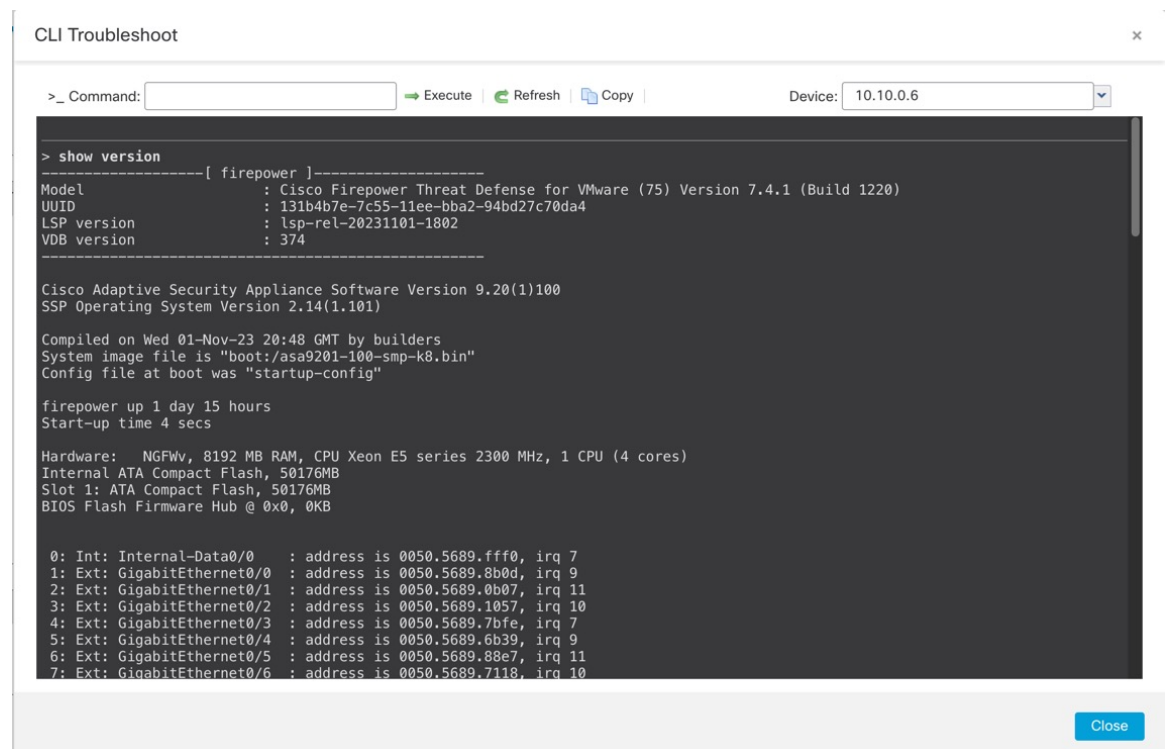 CLI Troubleshoot ×
>_ Command: Execute Refresh Copy Device: 10.10.0.6
> show version
-------------------[ firepower ]--------------------
Model : Cisco Firepower Threat Defense for VMware (75) Version 7.4.1 (Build 1220)
UUID : 131b4b7e-7c55-11ee-bba2-94bd27c70da4
LSP version : lsp-rel-20231101-1802
VDB version : 374
----------------------------------------------------
Cisco Adaptive Security Appliance Software Version 9.20(1)100
SSP Operating System Version 2.14(1.101)
Compiled on Wed 01-Nov-23 20:48 GMT by builders
System image file is "boot:/asa9201-100-smp-k8.bin"
Config file at boot was "startup-config"
firepower up 1 day 15 hours
Start-up time 4 secs
Hardware: NGFWv, 8192 MB RAM, CPU Xeon E5 series 2300 MHz, 1 CPU (4 cores)
Internal ATA Compact Flash, 50176MB
Slot 1: ATA Compact Flash, 50176MB
BIOS Flash Firmware Hub @ 0x0, 0KB
0: Int: Internal-Data0/0 : address is 0050.5689.fff0, irq 7
1: Ext: GigabitEthernet0/0 : address is 0050.5689.8b0d, irq 9
2: Ext: GigabitEthernet0/1 : address is 0050.5689.0b07, irq 11
3: Ext: GigabitEthernet0/2 : address is 0050.5689.1057, irq 10
4: Ext: GigabitEthernet0/3 : address is 0050.5689.7bfe, irq 7
5: Ext: GigabitEthernet0/4 : address is 0050.5689.6b39, irq 9
6: Ext: GigabitEthernet0/5 : address is 0050.5689.88e7, irq 11
7: Ext: GigabitEthernet0/6 : address is 0050.5689.7118, irq 10
Close